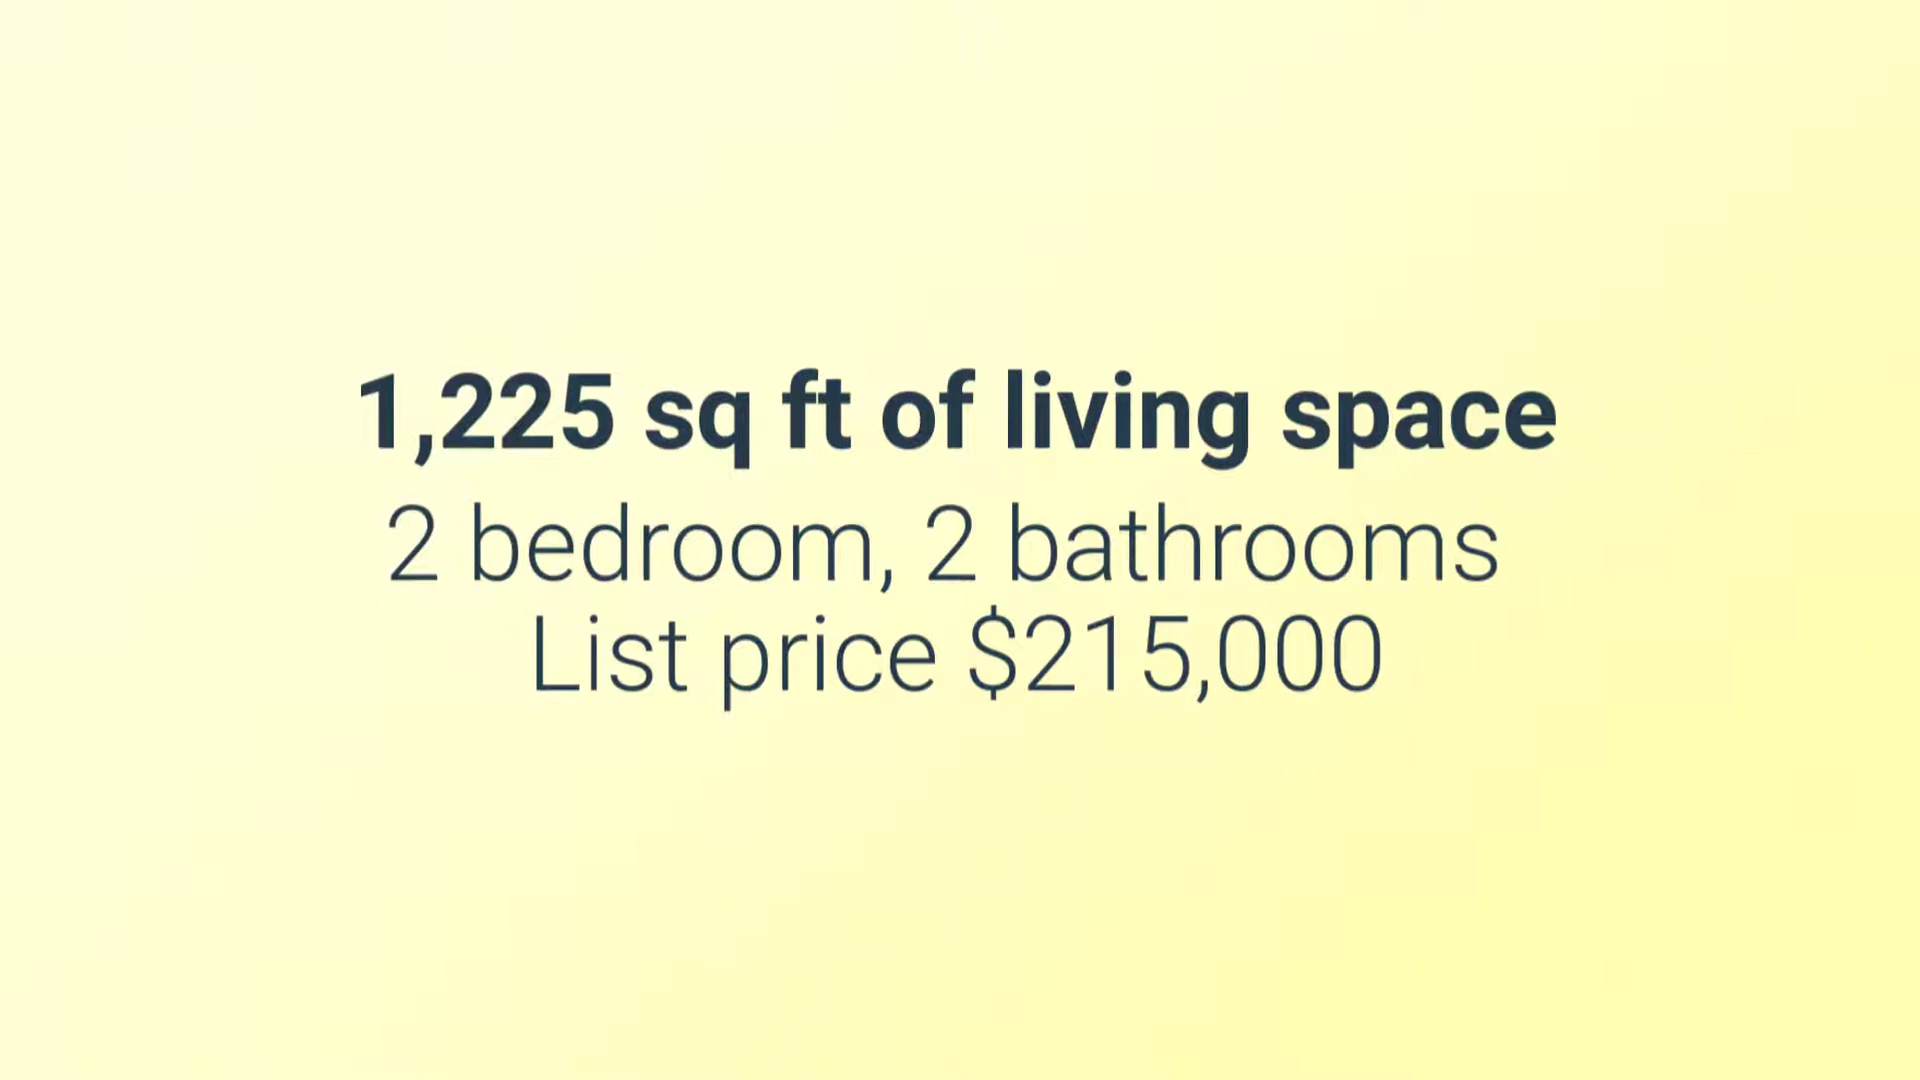 1,225 sq ft of living space
2 bedroom, 2 bathrooms
List price $215,000